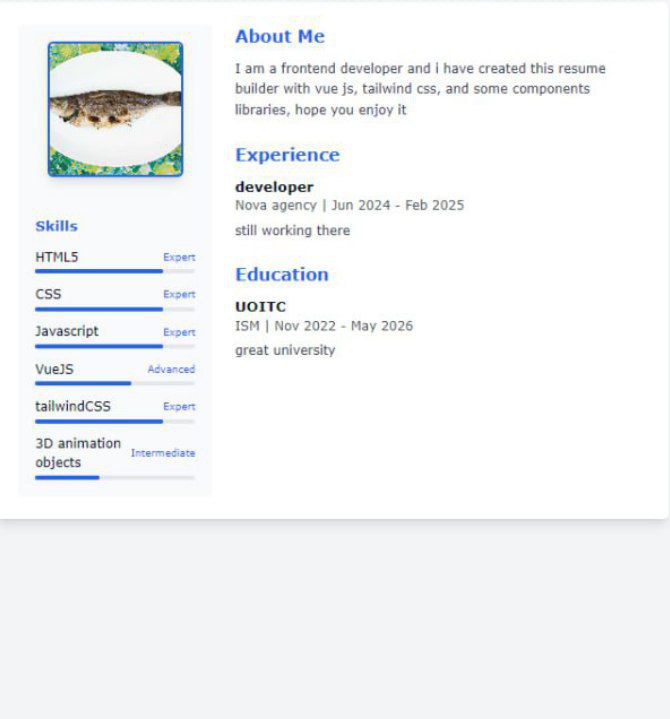 Skills
HTML5 Expert
CSS Expert
Javascript Expert
VueJS Advanced
tailwindCSS Expert
3D animation
objects Intermediate
About Me
I am a frontend developer and i have created this resume
builder with vue js, tailwind css, and some components
libraries, hope you enjoy it
Experience
developer
Nova agency | Jun 2024 - Feb 2025
still working there
Education
UOITC
ISM | Nov 2022 - May 2026
great university